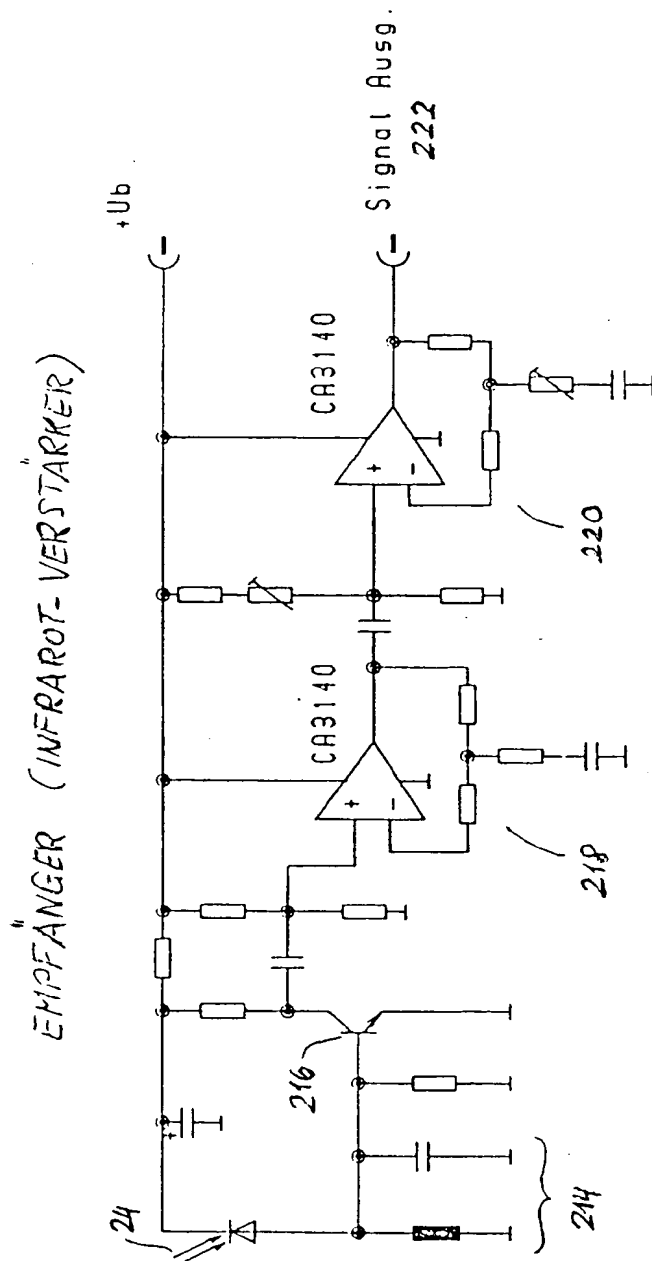 EMPFÄNGER (INFRAROT-VERSTÄRKER)
+Ub
Signal Ausg.
222
CA3140
+
-
220
CA3140
+
-
218
216
+
24
214